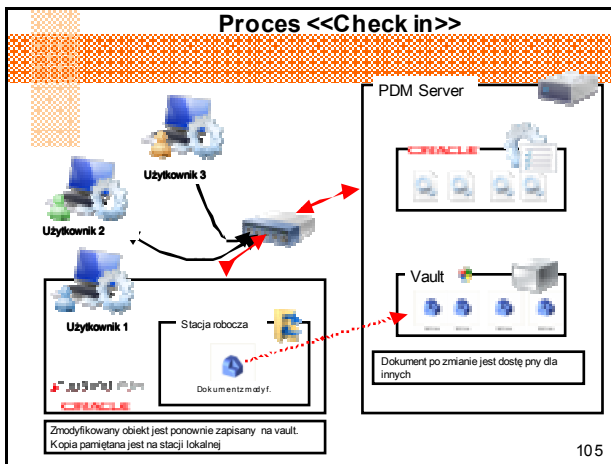 Proces <<Check in>>
PDM Server
ORACLE
Użytkownik 3
Użytkownik 2
Vault
Użytkownik 1
Stacja robocza
Dokument zmodyf.
ORACLE
Dokument po zmianie jest dostę pny dla
innych
Zmodyfikowany obiekt jest ponownie zapisany na vault.
Kopia pamiętana jest na stacji lokalnej
105